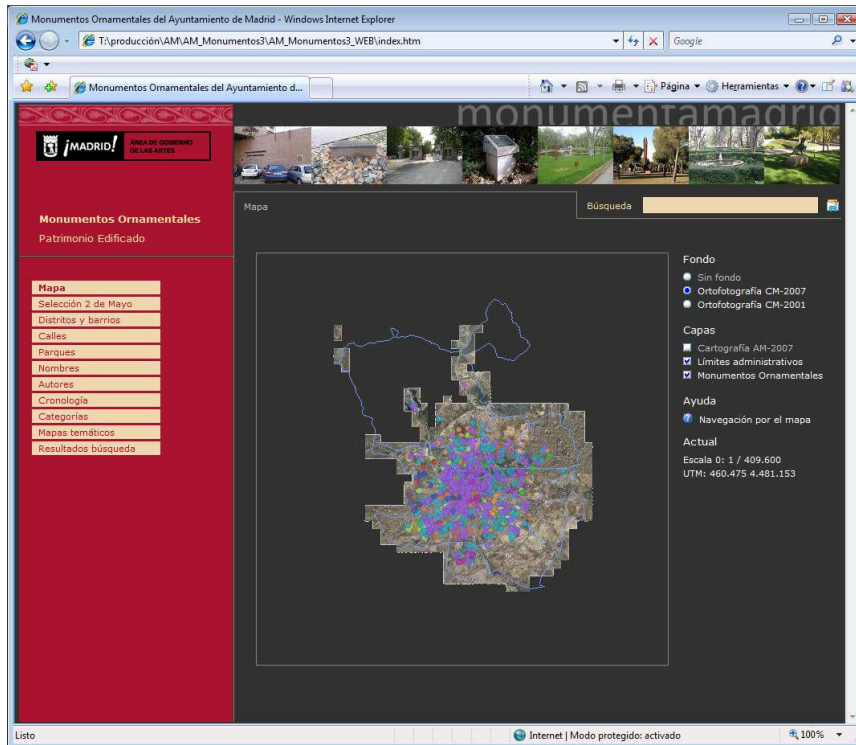 Monumentos Ornamentales del Ayuntamiento de Madrid - Windows Internet Explorer
T:\producción\AM\AM_Monumentos3\AM_Monumentos3_WEB\index.htm
Google
Monumentos Ornamentales del Ayuntamiento d...
Página
Herramientas
monumentamadrid
¡MADRID!
ÁREA DE GOBIERNO
DE LAS ARTES
Monumentos Ornamentales
Patrimonio Edificado
Mapa
Selección 2 de Mayo
Distritos y barrios
Calles
Parques
Nombres
Autores
Cronología
Categorías
Mapas temáticos
Resultados búsqueda
Mapa
Búsqueda
Fondo
Sin fondo
Ortofotografía CM-2007
Ortofotografía CM-2001
Capas
Cartografía AM-2007
Límites administrativos
Monumentos Ornamentales
Ayuda
Navegación por el mapa
Actual
Escala 0: 1 / 409.600
UTM: 460.475 4.481.153
Listo
Internet | Modo protegido: activado
100%